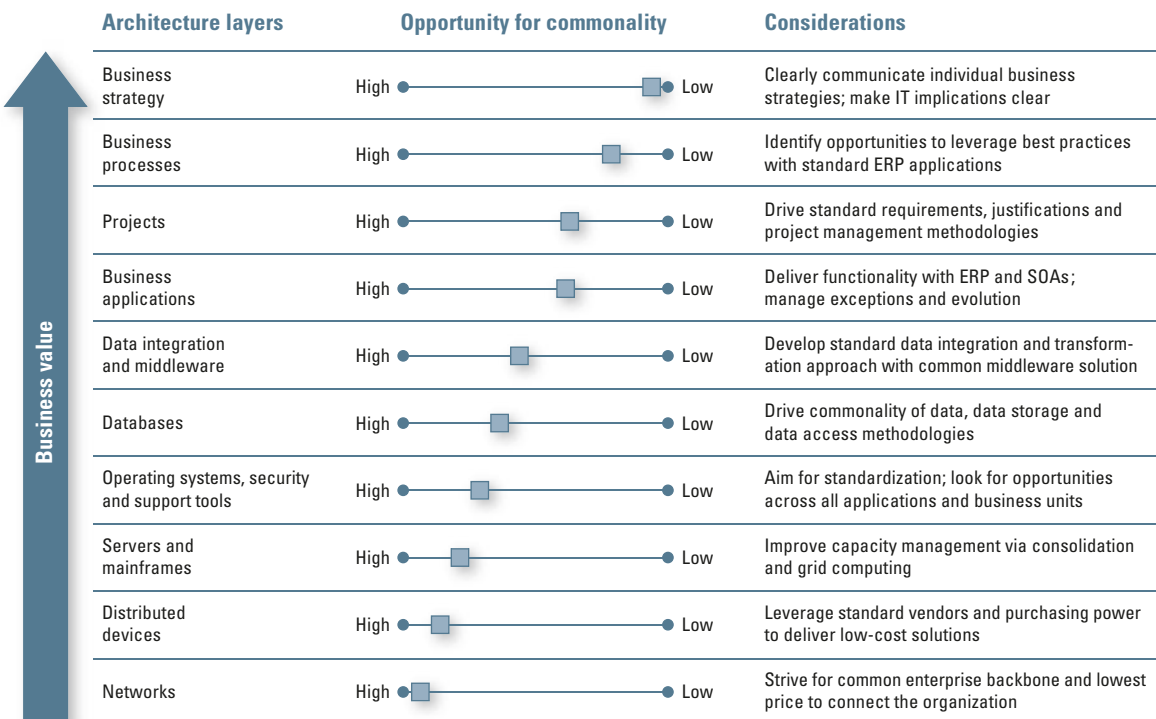 Architecture layers Opportunity for commonality Considerations
Business
strategy
High Low
Clearly communicate individual business
strategies; make IT implications clear
Business
processes
High Low
Identify opportunities to leverage best practices
with standard ERP applications
Projects
High Low
Drive standard requirements, justifications and
project management methodologies
Business
applications
High Low
Deliver functionality with ERP and SOAs;
manage exceptions and evolution
Data integration
and middleware
High Low
Develop standard data integration and transform-
ation approach with common middleware solution
Databases
High Low
Drive commonality of data, data storage and
data access methodologies
Operating systems, security
and support tools
High Low
Aim for standardization; look for opportunities
across all applications and business units
Servers and
mainframes
High Low
Improve capacity management via consolidation
and grid computing
Distributed
devices
High Low
Leverage standard vendors and purchasing power
to deliver low-cost solutions
Networks
High Low
Strive for common enterprise backbone and lowest
price to connect the organization
Business value